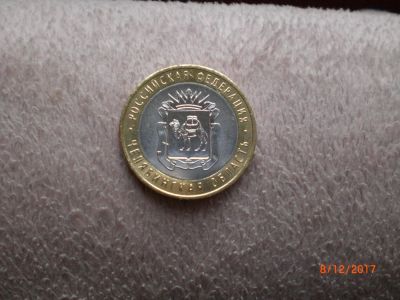 РОССИЙСКАЯ ФЕДЕРАЦИЯ
ЧЕЛЯБИНСКАЯ ОБЛАСТЬ
8/12/2017